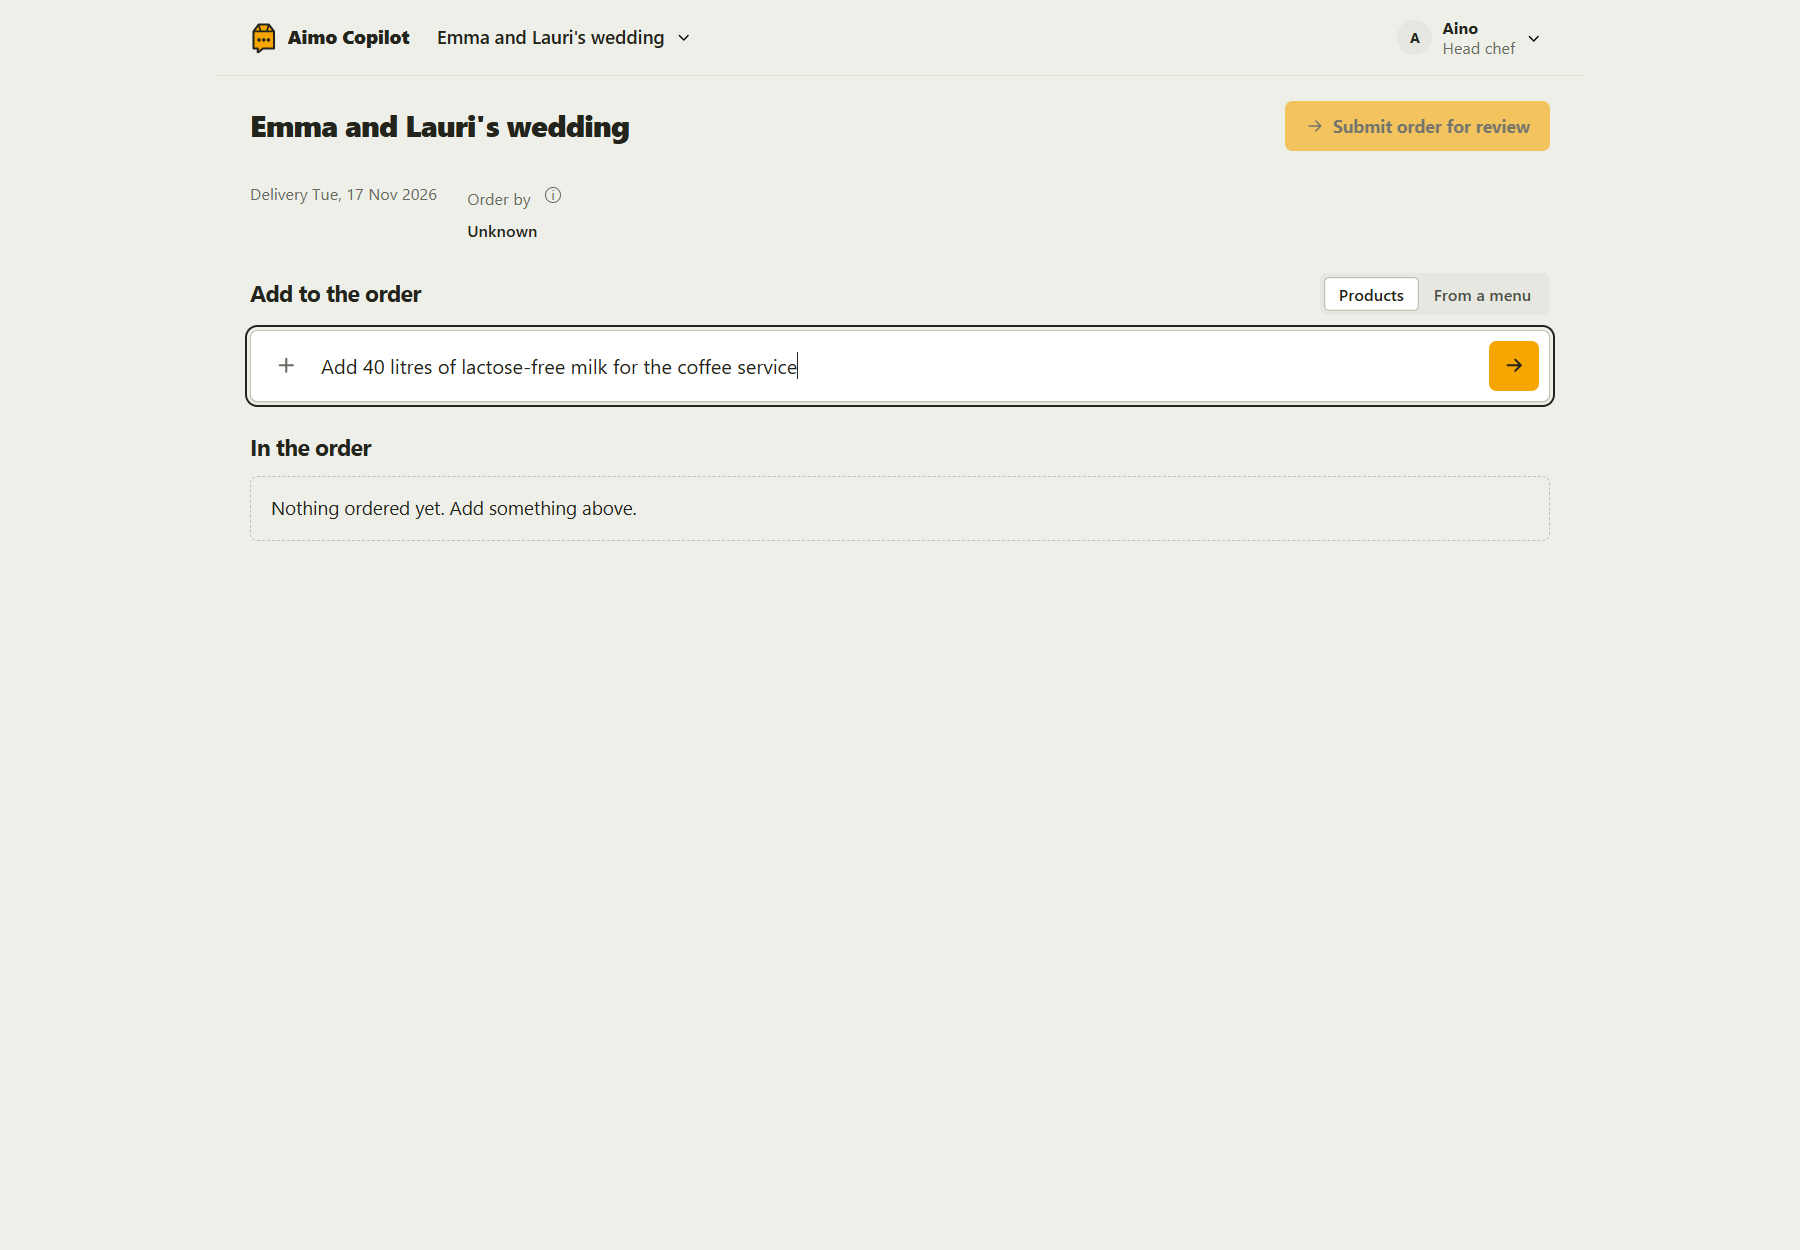 Aimo Copilot
Emma and Lauri's wedding
A
Aino
Head chef
Emma and Lauri's wedding
Submit order for review
Delivery Tue, 17 Nov 2026
Order by
Unknown
Add to the order
Products
From a menu
Add 40 litres of lactose-free milk for the coffee service
In the order
Nothing ordered yet. Add something above.